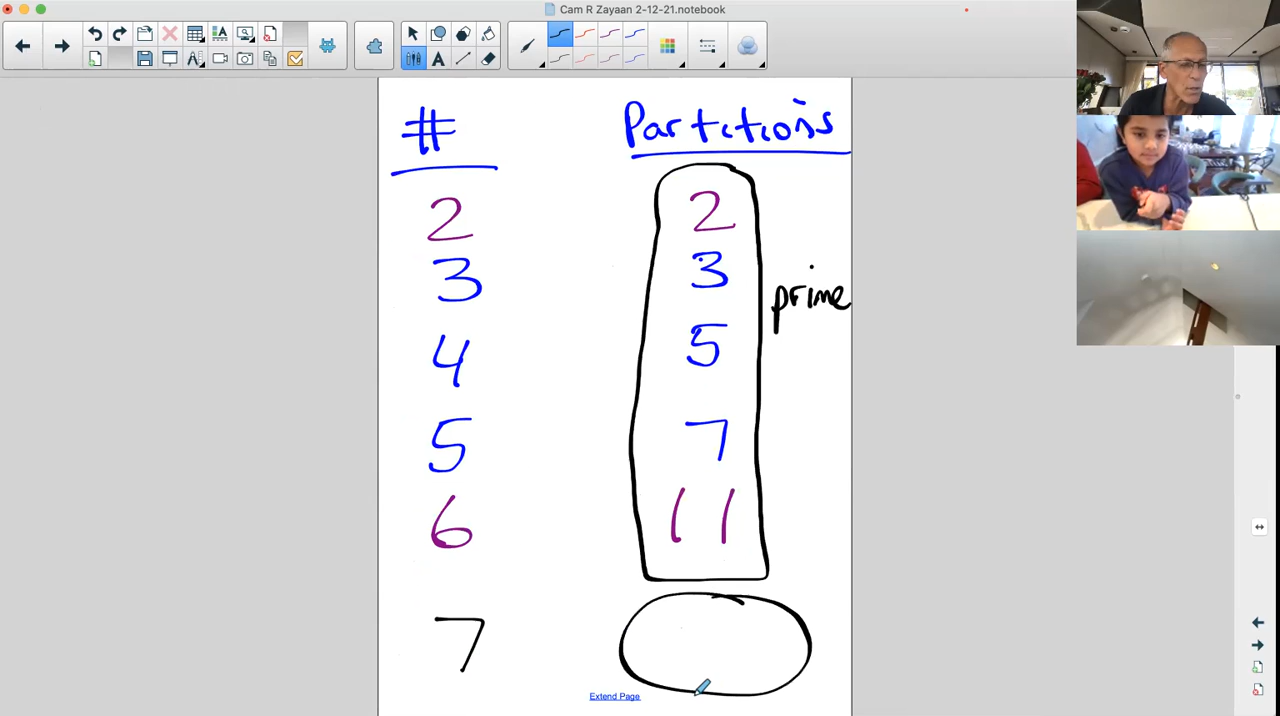 Cam R Zayaan 2-12-21.notebook
# Partitions
2 2
3 3
prime
4 5
5 7
6 11
7
Extend Page